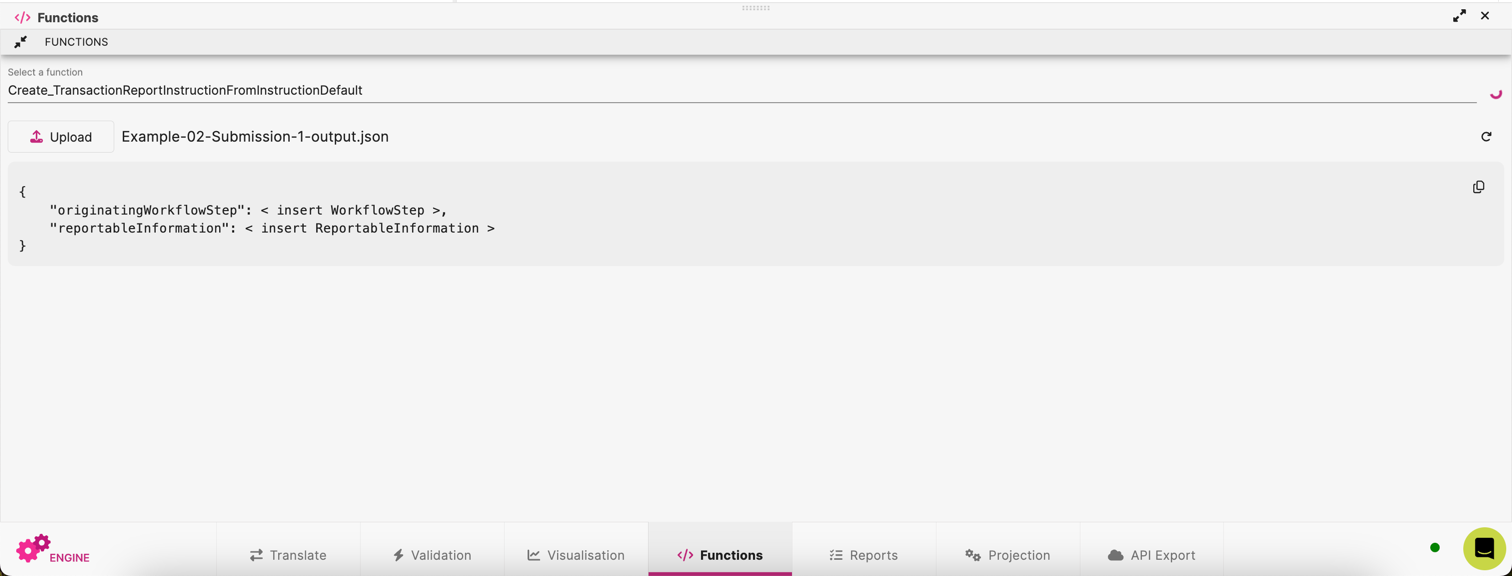 </> Functions
FUNCTIONS
Select a function
Create_TransactionReportInstructionFromInstructionDefault
Upload Example-02-Submission-1-output.json
{
"originatingWorkflowStep": < insert WorkflowStep >,
"reportableInformation": < insert ReportableInformation >
}
ENGINE Translate Validation Visualisation </> Functions Reports Projection API Export